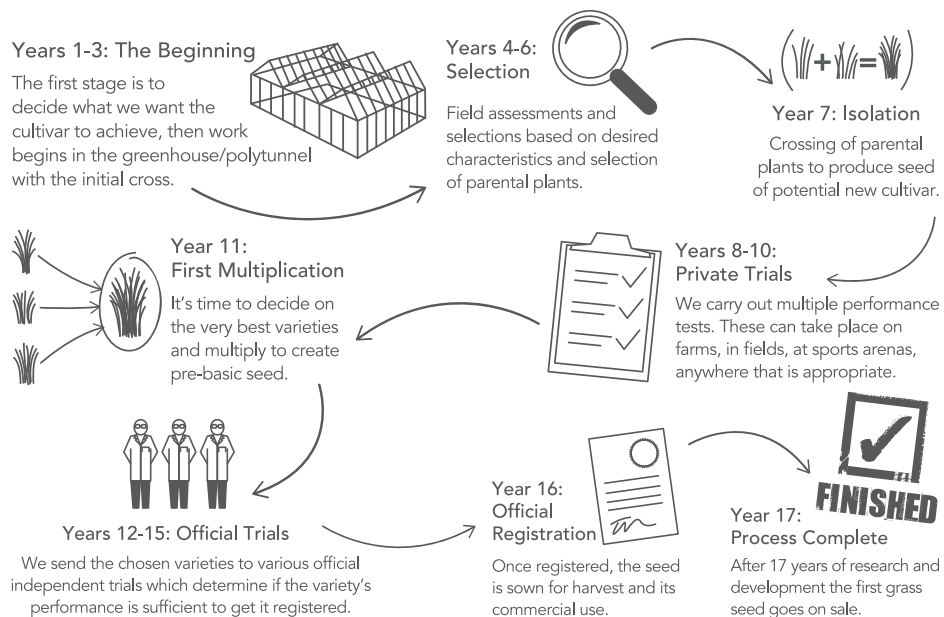 Years 1-3: The Beginning
The first stage is to
decide what we want the
cultivar to achieve, then work
begins in the greenhouse/polytunnel
with the initial cross.
Years 4-6:
Selection
Field assessments and
selections based on desired
characteristics and selection
of parental plants.
( + = )
Year 7: Isolation
Crossing of parental
plants to produce seed
of potential new cultivar.
Years 8-10:
Private Trials
We carry out multiple performance
tests. These can take place on
farms, in fields, at sports arenas,
anywhere that is appropriate.
Year 11:
First Multiplication
It’s time to decide on
the very best varieties
and multiply to create
pre-basic seed.
Years 12-15: Official Trials
We send the chosen varieties to various official
independent trials which determine if the variety’s
performance is sufficient to get it registered.
Year 16:
Official
Registration
Once registered, the seed
is sown for harvest and its
commercial use.
FINISHED
Year 17:
Process Complete
After 17 years of research and
development the first grass
seed goes on sale.